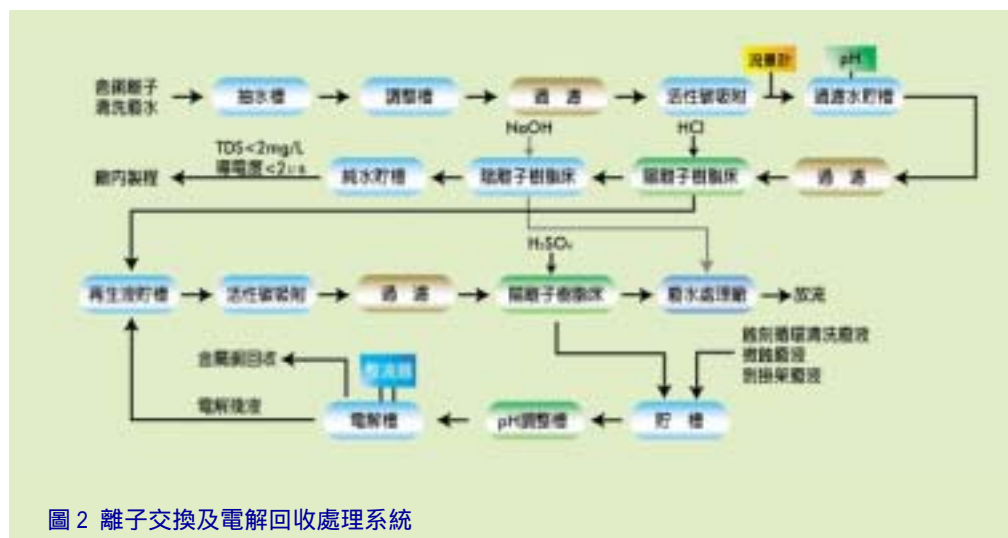 流量計
pH
含銅離子
清洗廢水
抽水槽
調整槽
過 濾
活性碳吸附
過濾水貯槽
NaOH
HCl
TDS<2mg/L
導電度<2
廠內製程
純水貯槽
陰離子樹脂床
陽離子樹脂床
過 濾
H₂SO₄
再生液貯槽
活性碳吸附
過 濾
陽離子樹脂床
廢水處理廠
放流
蝕刻循環清洗廢液
微蝕廢液
剝掛架廢液
金屬銅回收
整流器
電解後液
電解槽
pH調整槽
貯 槽
圖 2 離子交換及電解回收處理系統